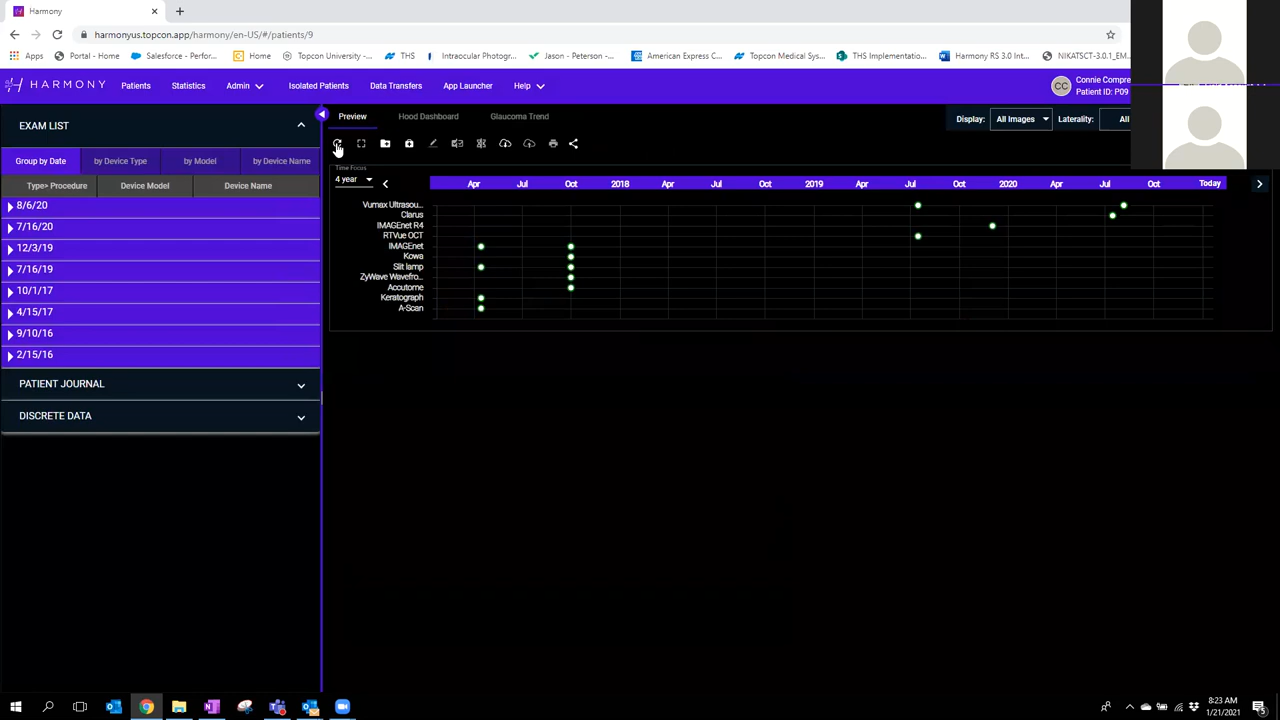 Harmony
harmonyus.topcon.app/harmony/en-US/#/patients/9
Apps
Portal - Home
Salesforce - Perfor...
Home
Topcon University -...
THS
Intraocular Photogr...
Jason - Peterson -...
American Express C...
Topcon Medical Sys...
THS Implementatio...
Harmony RS 3.0 Int...
NIKATSCT-3.0.1_EM...
HARMONY
Patients
Statistics
Admin
Isolated Patients
Data Transfers
App Launcher
Help
CC
Connie Compre
Patient ID: P09
EXAM LIST
Group by Date
by Device Type
by Model
by Device Name
Type> Procedure
Device Model
Device Name
8/6/20
7/16/20
12/3/19
7/16/19
10/1/17
4/15/17
9/10/16
2/15/16
PATIENT JOURNAL
DISCRETE DATA
Preview
Hood Dashboard
Glaucoma Trend
Display:
All Images
Laterality:
All
Time Focus
4 year
Apr Jul Oct 2018 Apr Jul Oct 2019 Apr Jul Oct 2020 Apr Jul Oct Today
Vumax Ultrasou...
Clarus
IMAGEnet R4
RTVue OCT
IMAGEnet
Kowa
Slit lamp
ZyWave Wavefro...
Accutome
Keratograph
A-Scan
8:23 AM
1/21/2021